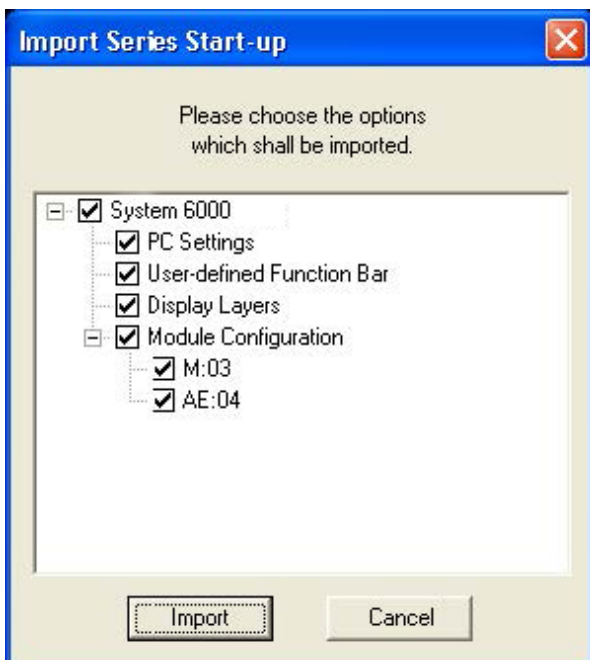 Import Series Start-up
Please choose the options
which shall be imported.
System 6000
PC Settings
User-defined Function Bar
Display Layers
Module Configuration
M:03
AE:04
Import
Cancel